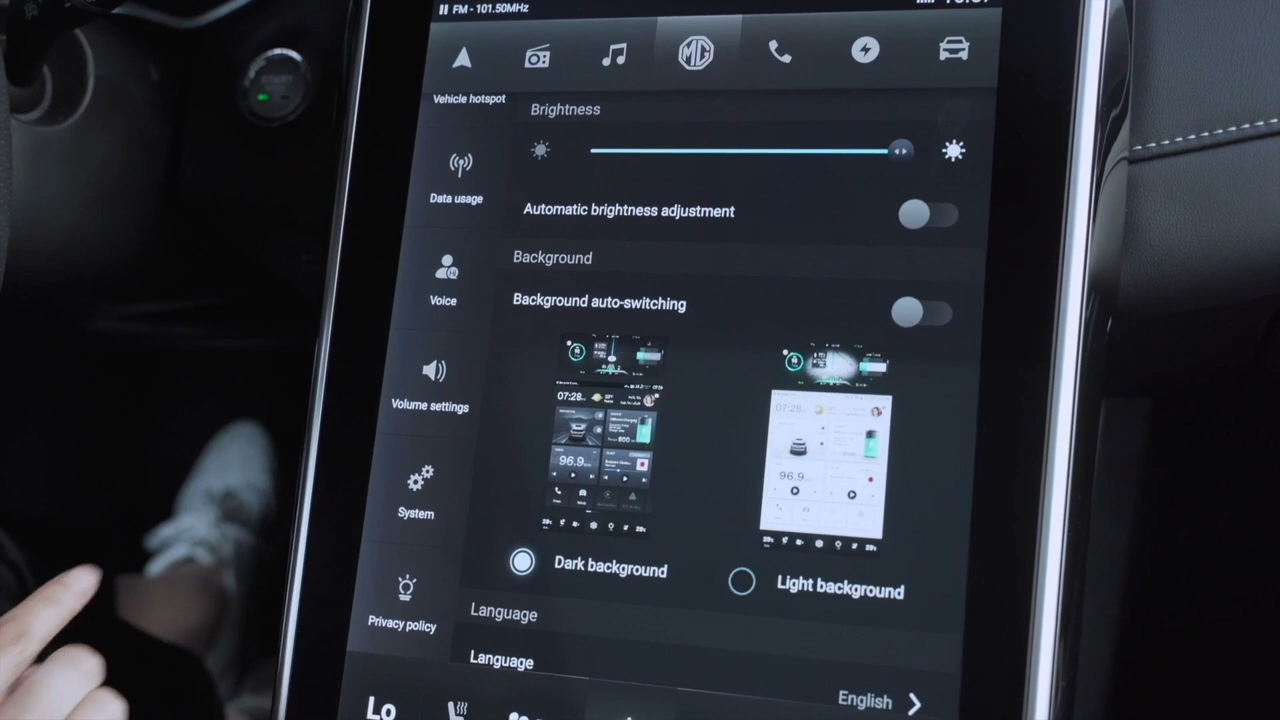 FM - 101.50MHz
MG
Vehicle hotspot
Brightness
Data usage
Automatic brightness adjustment
Background
Voice
Background auto-switching
Volume settings
07:28
96.9
07:28
96.9
System
Dark background
Light background
Privacy policy
Language
Language
English
Lo